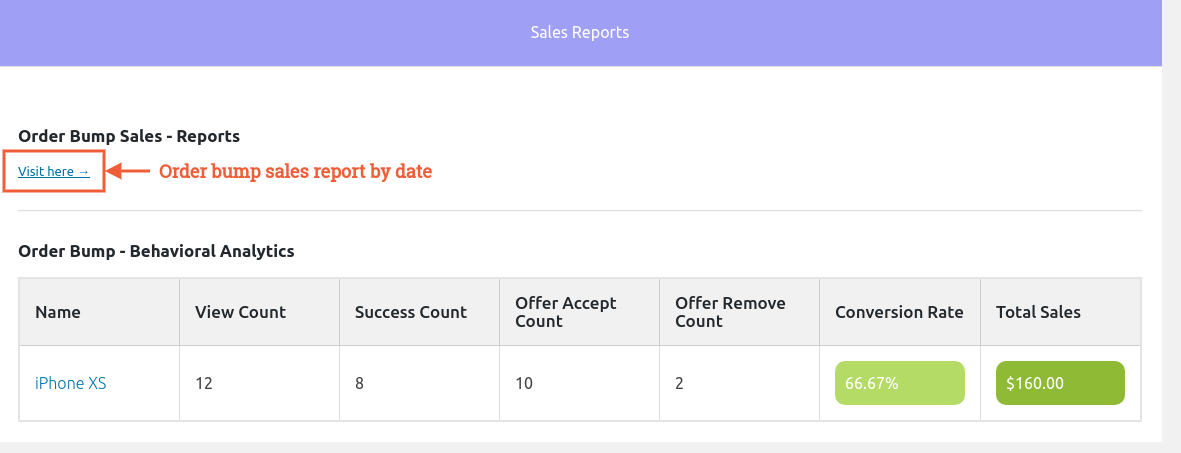 Sales Reports
Order Bump Sales - Reports
Visit here →
Order bump sales report by date
Order Bump - Behavioral Analytics
Name
View Count
Success Count
Offer Accept
Count
Offer Remove
Count
Conversion Rate
Total Sales
iPhone XS
12
8
10
2
66.67%
$160.00